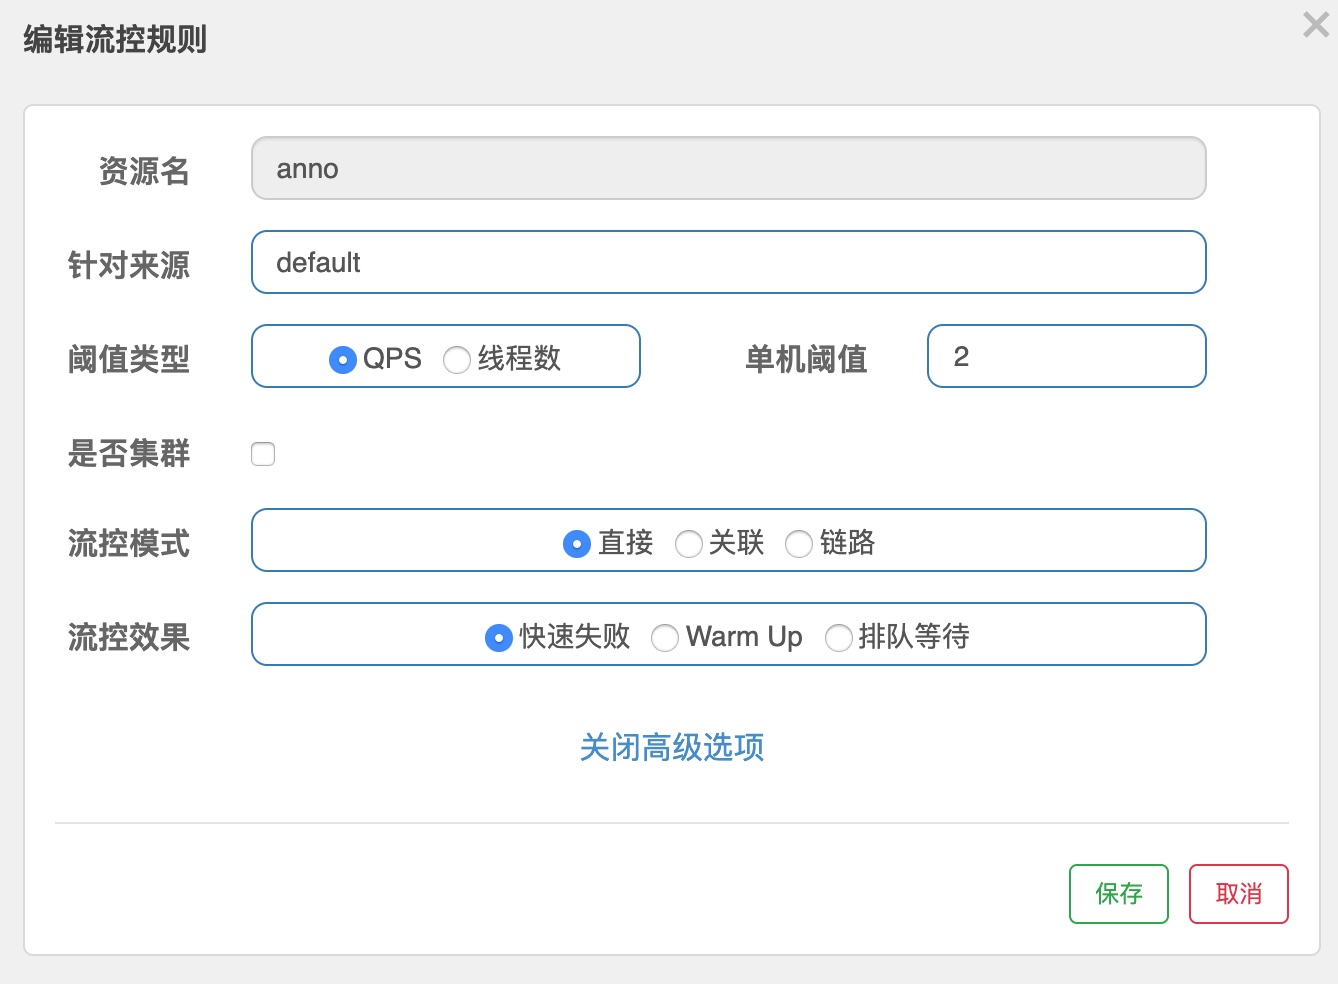 编辑流控规则
资源名 anno
针对来源 default
阈值类型 QPS 线程数 单机阈值 2
是否集群
流控模式 直接 关联 链路
流控效果 快速失败 Warm Up 排队等待
关闭高级选项
保存 取消